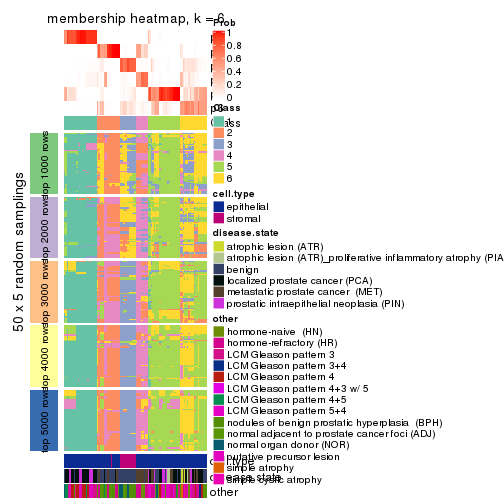 membership heatmap, k = 6
Prob
1
0.8
0.6
0.4
0.2
0
Class
1
2
3
4
5
6
cell.type
epithelial
stromal
disease.state
atrophic lesion (ATR)
atrophic lesion (ATR)_proliferative inflammatory atrophy (PIA
benign
localized prostate cancer (PCA)
metastatic prostate cancer (MET)
prostatic intraepithelial neoplasia (PIN)
other
hormone-naive (HN)
hormone-refractory (HR)
LCM Gleason pattern 3
LCM Gleason pattern 3+4
LCM Gleason pattern 4
LCM Gleason pattern 4+3 w/ 5
LCM Gleason pattern 4+5
LCM Gleason pattern 5+4
nodules of benign prostatic hyperplasia (BPH)
normal adjacent to prostate cancer foci (ADJ)
normal organ donor (NOR)
putative precursor lesion
simple atrophy
simple cystic atrophy
50 x 5 random samplings
top 1000 rows
top 2000 rows
top 3000 rows
top 4000 rows
top 5000 rows
other